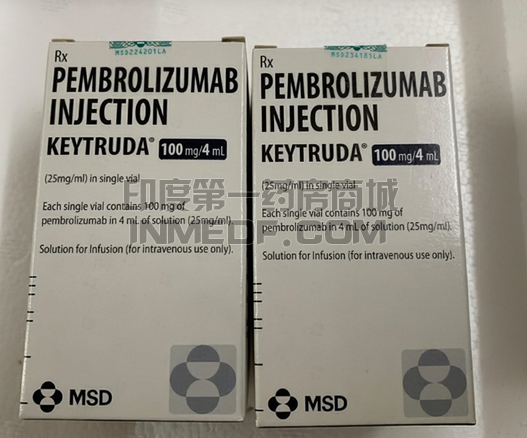 MSD224201LA
Rx
PEMBROLIZUMAB
INJECTION
KEYTRUDA® 100 mg/4 mL
(25mg/ml) in single vial
Each single vial contains 100 mg of
pembrolizumab in 4 mL of solution (25mg/ml).
Solution for Infusion (for intravenous use only).
MSD
MSD234181LA
Rx
PEMBROLIZUMAB
INJECTION
KEYTRUDA® 100 mg/4 mL
(25mg/ml) in single vial
Each single vial contains 100 mg of
pembrolizumab in 4 mL of solution (25mg/ml).
Solution for Infusion (for intravenous use only).
MSD
印度第一药房商城
INMEDF.COM